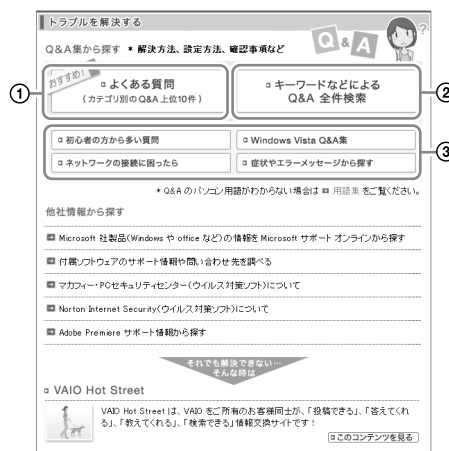 トラブルを解決する
Q&A集から探す * 解決方法、設定方法、確認事項など
Q & A ?
おすすめ!
① よくある質問
(カテゴリ別のQ&A上位10件)
キーワードなどによる
Q&A 全件検索 ②
初心者の方から多い質問
Windows Vista Q&A集
③
ネットワークの接続に困ったら
症状やエラーメッセージから探す
* Q&A のパソコン用語がわからない場合は 用語集 をご覧ください。
他社情報から探す
Microsoft 社製品(Windows や office など)の情報を Microsoft サポート オンラインから探す
付属ソフトウェアのサポート情報や問い合わせ先を調べる
マカフィー・PCセキュリティセンター(ウイルス対策ソフト)について
Norton Internet Security(ウイルス対策ソフト)について
Adobe Premiere サポート情報から探す
それでも解決できない…
そんな時は
VAIO Hot Street
VAIO Hot Street は、VAIO をご所有のお客様同士が、「投稿できる」、「答えてくれ
る」、「教えてくれる」、「検索できる」情報交換サイトです!
このコンテンツを見る